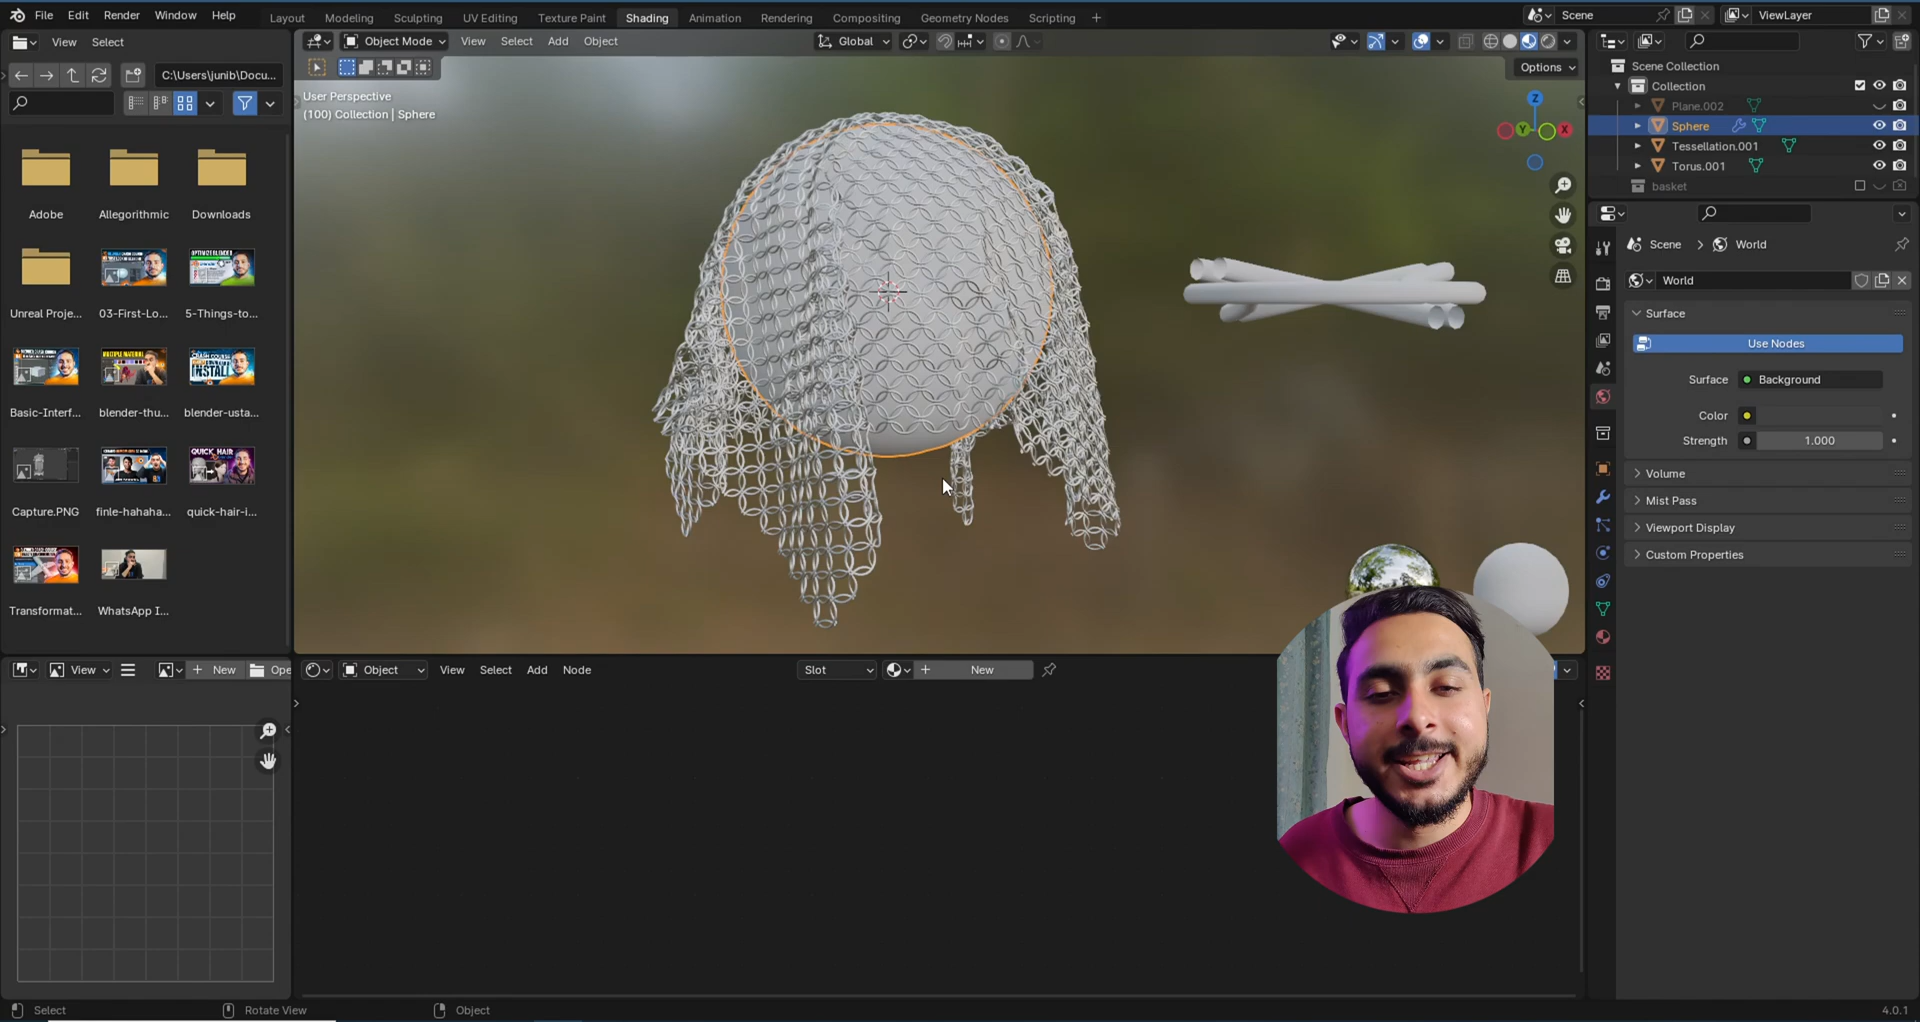 File Edit Render Window Help
Layout Modeling Sculpting UV Editing Texture Paint Shading Animation Rendering Compositing Geometry Nodes Scripting +
Scene
ViewLayer
View Select
Object Mode View Select Add Object
Global
C:\Users\junib\Docu...
Options
User Perspective
(100) Collection | Sphere
Z
Y
X
Scene Collection
Collection
Plane.002
Sphere
Tessellation.001
Torus.001
basket
Adobe Allegorithmic Downloads
Unreal Proje... 03-First-Lo... 5-Things-to...
Basic-Interf... blender-thu... blender-usta...
Capture.PNG finle-hahaha... quick-hair-i...
Transformat... WhatsApp I...
Scene > World
World
Surface
Use Nodes
Surface Background
Color
Strength 1.000
Volume
Mist Pass
Viewport Display
Custom Properties
View + New Ope
Object View Select Add Node
Slot
+ New
Select
Rotate View
Object
4.0.1